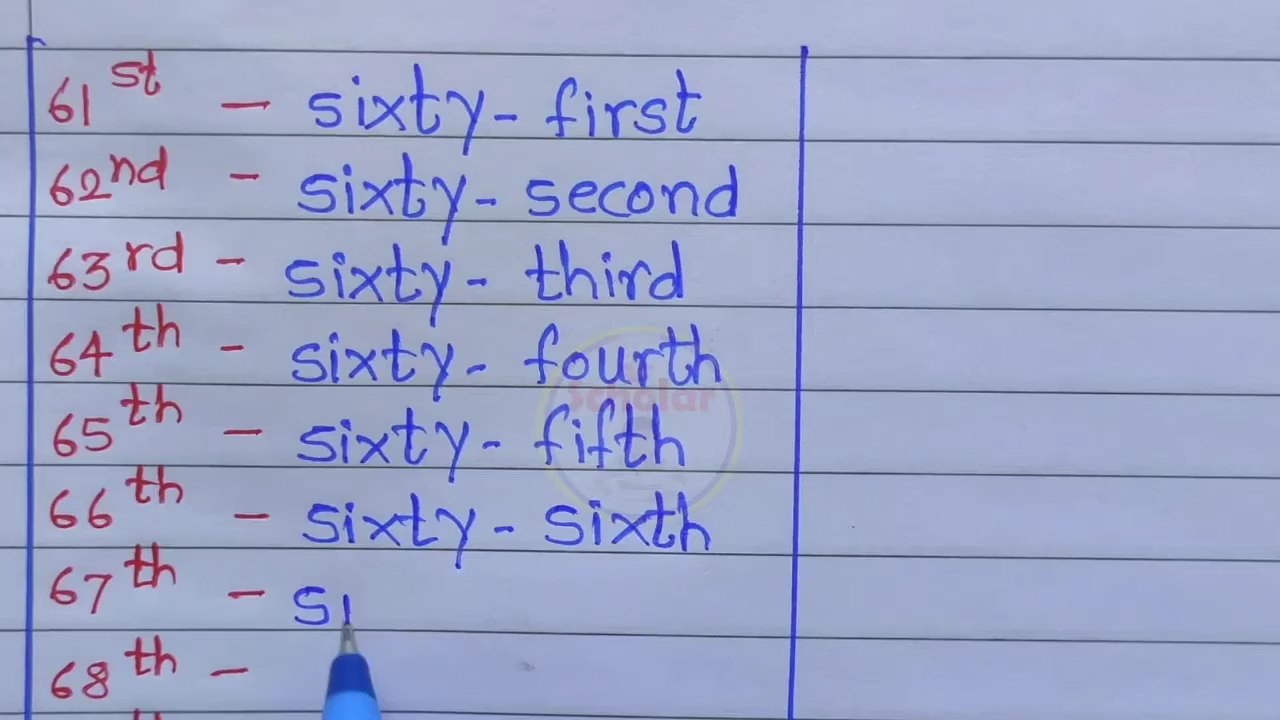 61st - sixty-first
62nd - sixty-second
63rd - sixty-third
64th - sixty-fourth
Scholar
65th - sixty-fifth
66th - sixty-sixth
67th - si
68th -